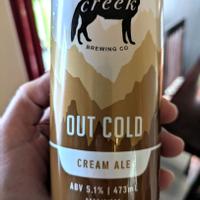 creek
BREWING CO
OUT COLD
CREAM ALE
ABV 5.1% | 473mL